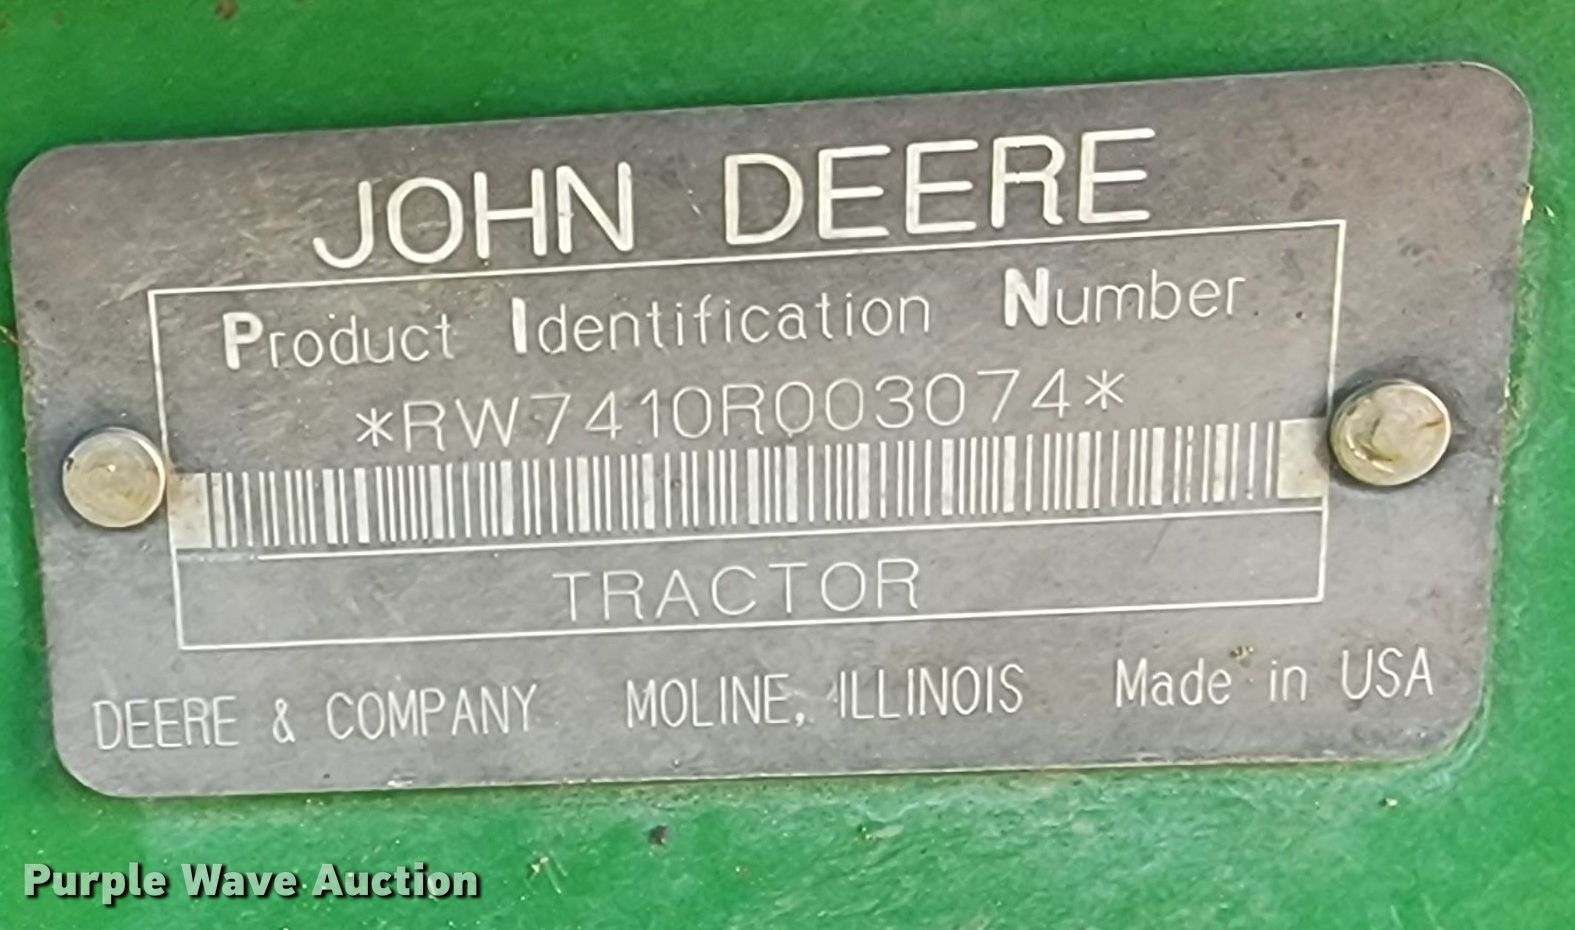 JOHN DEERE
Product Identification Number
*RW7410R003074*
TRACTOR
DEERE & COMPANY MOLINE, ILLINOIS Made in USA
Purple Wave Auction